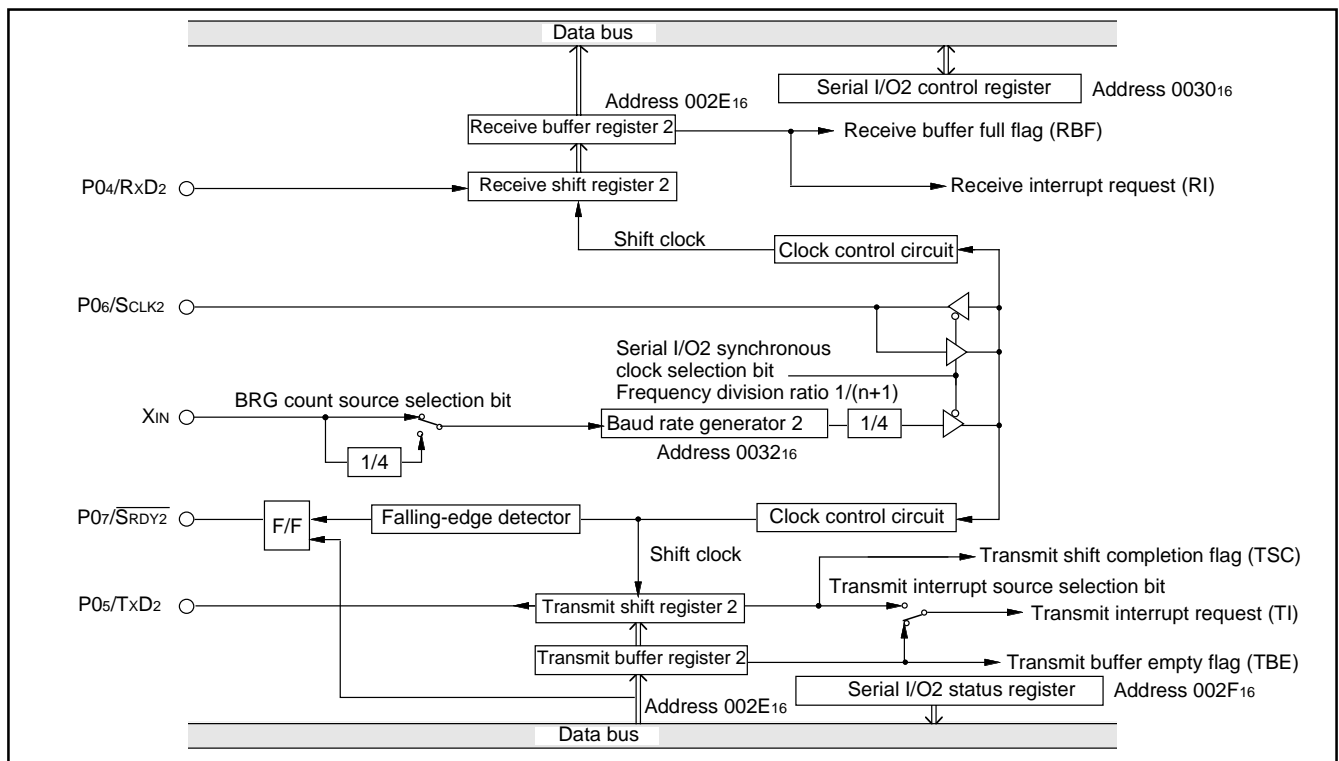 Data bus
Serial I/O2 control register Address 0030₁₆
Address 002E₁₆
Receive buffer register 2 Receive buffer full flag (RBF)
P0₄/RxD₂ Receive shift register 2 Receive interrupt request (RI)
Shift clock Clock control circuit
P0₆/SCLK2
Serial I/O2 synchronous
clock selection bit
Frequency division ratio 1/(n+1)
BRG count source selection bit
XIN Baud rate generator 2 1/4
Address 0032₁₆
1/4
P0₇/S̅R̅D̅Y̅2̅ F/F Falling-edge detector Clock control circuit
Shift clock Transmit shift completion flag (TSC)
Transmit interrupt source selection bit
P0₅/TxD₂ Transmit shift register 2 Transmit interrupt request (TI)
Transmit buffer register 2 Transmit buffer empty flag (TBE)
Serial I/O2 status register Address 002F₁₆
Address 002E₁₆
Data bus